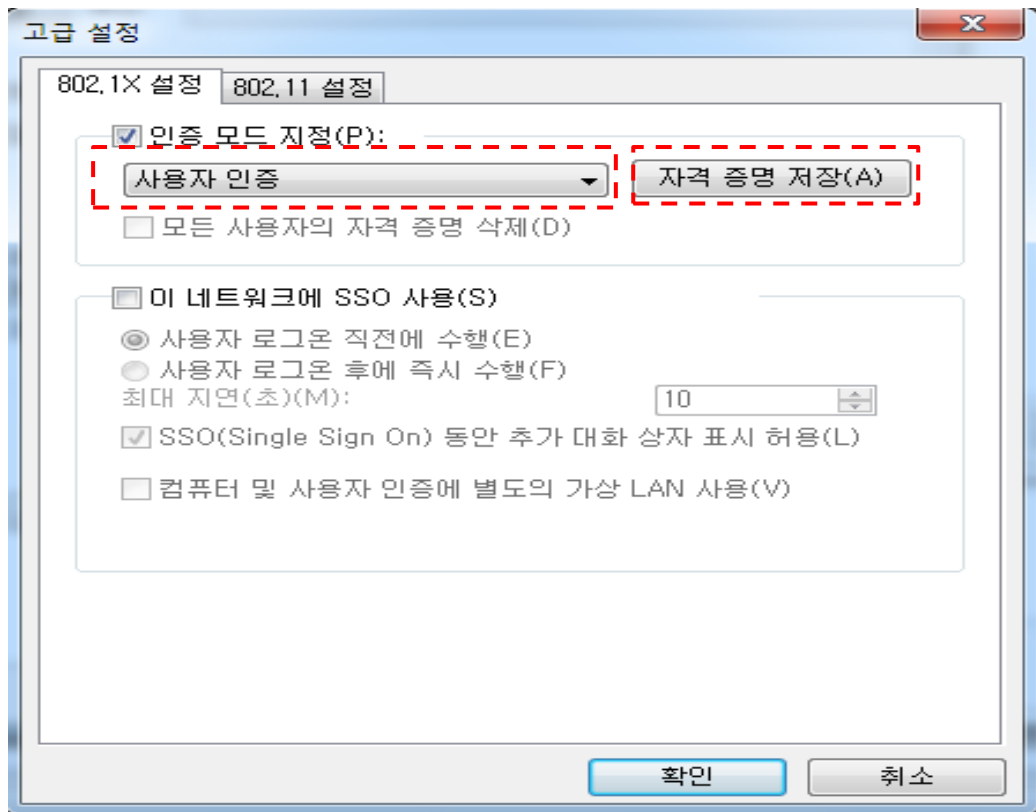 고급 설정
802.1X 설정
802.11 설정
인증 모드 지정(P):
사용자 인증
자격 증명 저장(A)
모든 사용자의 자격 증명 삭제(D)
이 네트워크에 SSO 사용(S)
사용자 로그온 직전에 수행(E)
사용자 로그온 후에 즉시 수행(F)
최대 지연(초)(M):
10
SSO(Single Sign On) 동안 추가 대화 상자 표시 허용(L)
컴퓨터 및 사용자 인증에 별도의 가상 LAN 사용(V)
확인
취소